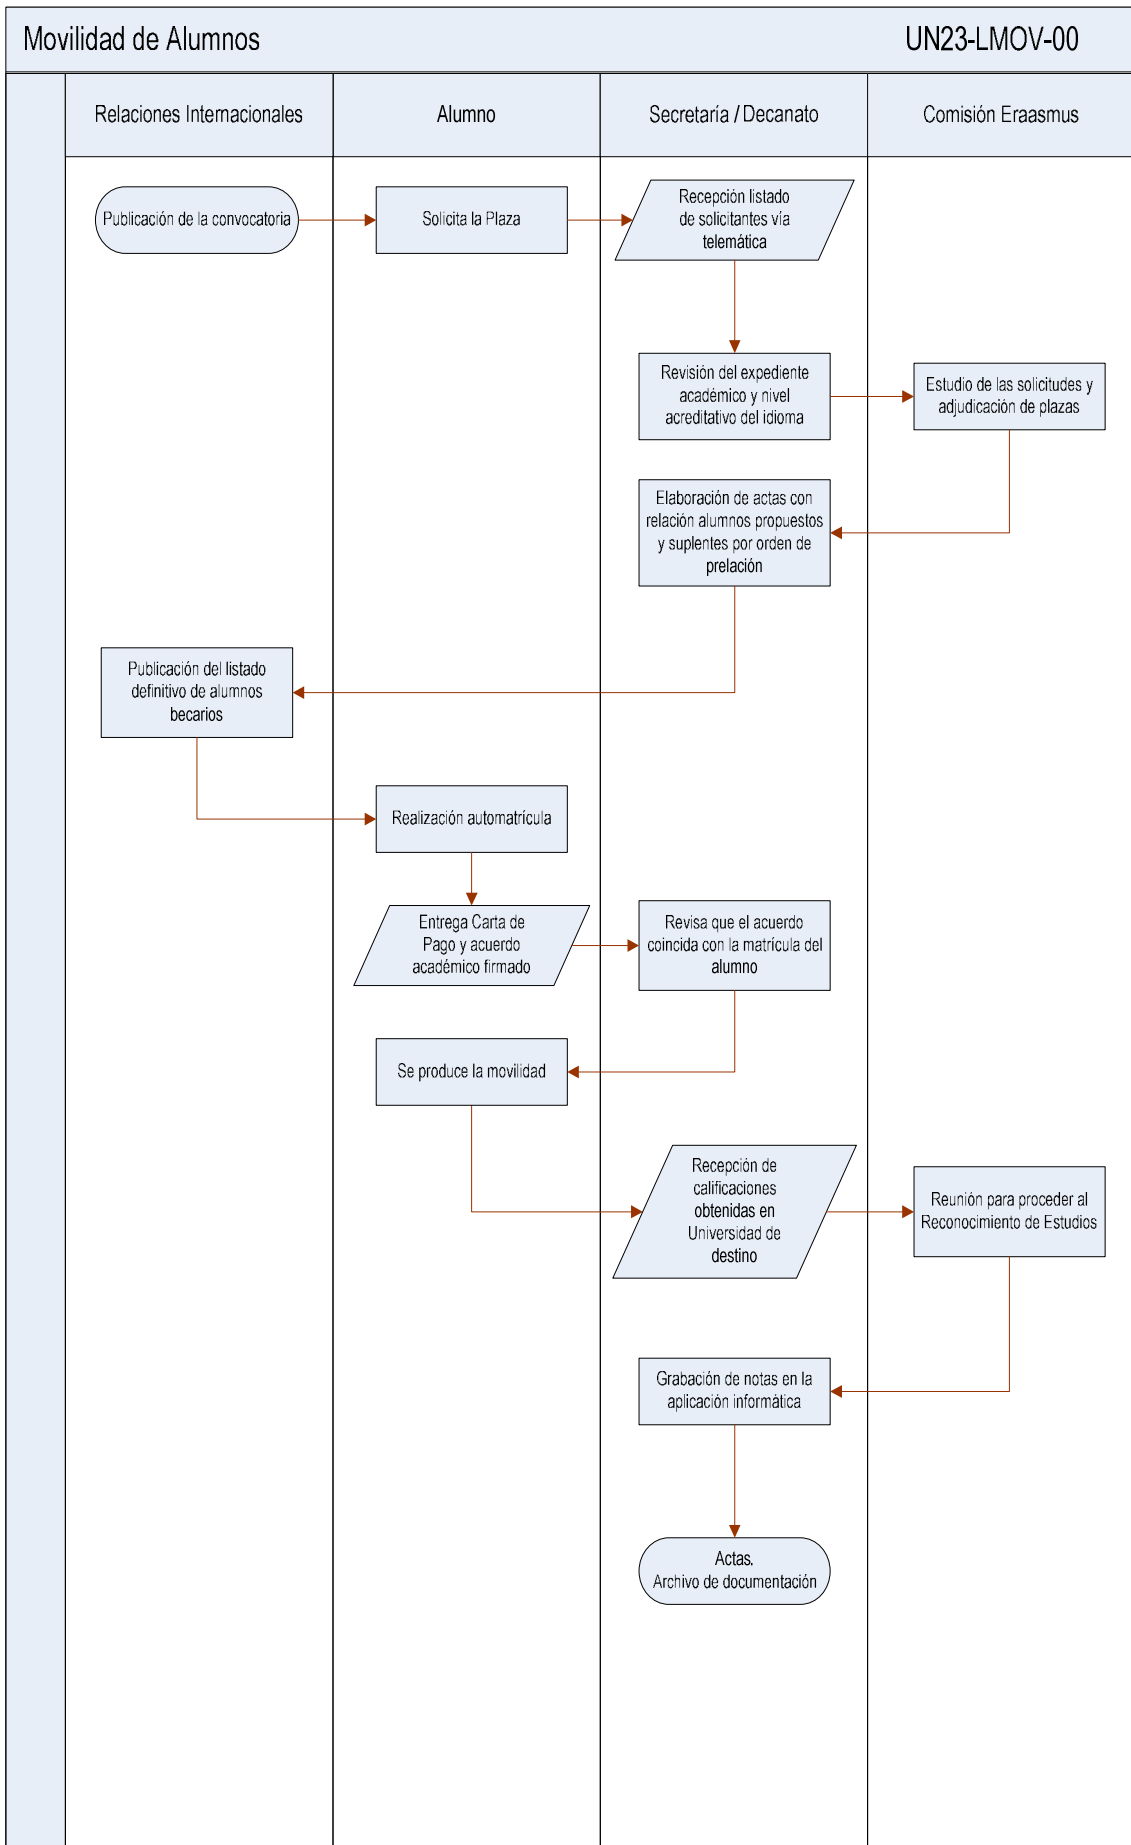 Movilidad de Alumnos
UN23-LMOV-00
Relaciones Internacionales
Alumno
Secretaría / Decanato
Comisión Eraasmus
Publicación de la convocatoria
Solicita la Plaza
Recepción listado
de solicitantes vía
telemática
Revisión del expediente
académico y nivel
acreditativo del idioma
Estudio de las solicitudes y
adjudicación de plazas
Elaboración de actas con
relación alumnos propuestos
y suplentes por orden de
prelación
Publicación del listado
definitivo de alumnos
becarios
Realización automatrícula
Entrega Carta de
Pago y acuerdo
académico firmado
Revisa que el acuerdo
coincida con la matrícula del
alumno
Se produce la movilidad
Recepción de
calificaciones
obtenidas en
Universidad de
destino
Reunión para proceder al
Reconocimiento de Estudios
Grabación de notas en la
aplicación informática
Actas.
Archivo de documentación